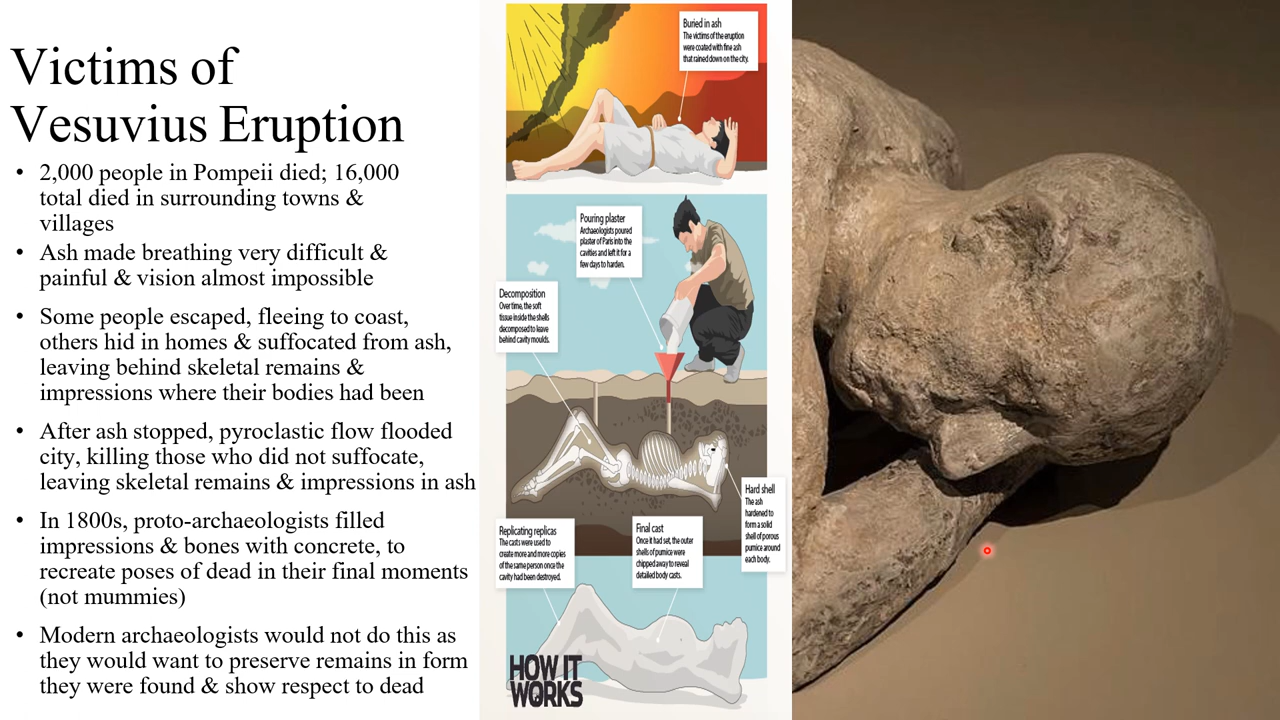 Victims of
Vesuvius Eruption
• 2,000 people in Pompeii died; 16,000
total died in surrounding towns &
villages
• Ash made breathing very difficult &
painful & vision almost impossible
• Some people escaped, fleeing to coast,
others hid in homes & suffocated from ash,
leaving behind skeletal remains &
impressions where their bodies had been
• After ash stopped, pyroclastic flow flooded
city, killing those who did not suffocate,
leaving skeletal remains & impressions in ash
• In 1800s, proto-archaeologists filled
impressions & bones with concrete, to
recreate poses of dead in their final moments
(not mummies)
• Modern archaeologists would not do this as
they would want to preserve remains in form
they were found & show respect to dead
Buried in ash
The victims of the eruption
were coated with fine ash
that rained down on the city.
Pouring plaster
Archaeologists poured
plaster of Paris into the
cavities and left it for a
few days to harden.
Decomposition
Over time, the soft
tissue inside the shells
decomposed to leave
behind cavity moulds.
Hard shell
The ash
hardened to
form a solid
shell of porous
pumice around
each body.
Replicating replicas
The casts were used to
create more and more copies
of the same person once the
cavity had been destroyed.
Final cast
Once it had set, the outer
shells of pumice were
chipped away to reveal
detailed body casts.
HOW IT
WORKS